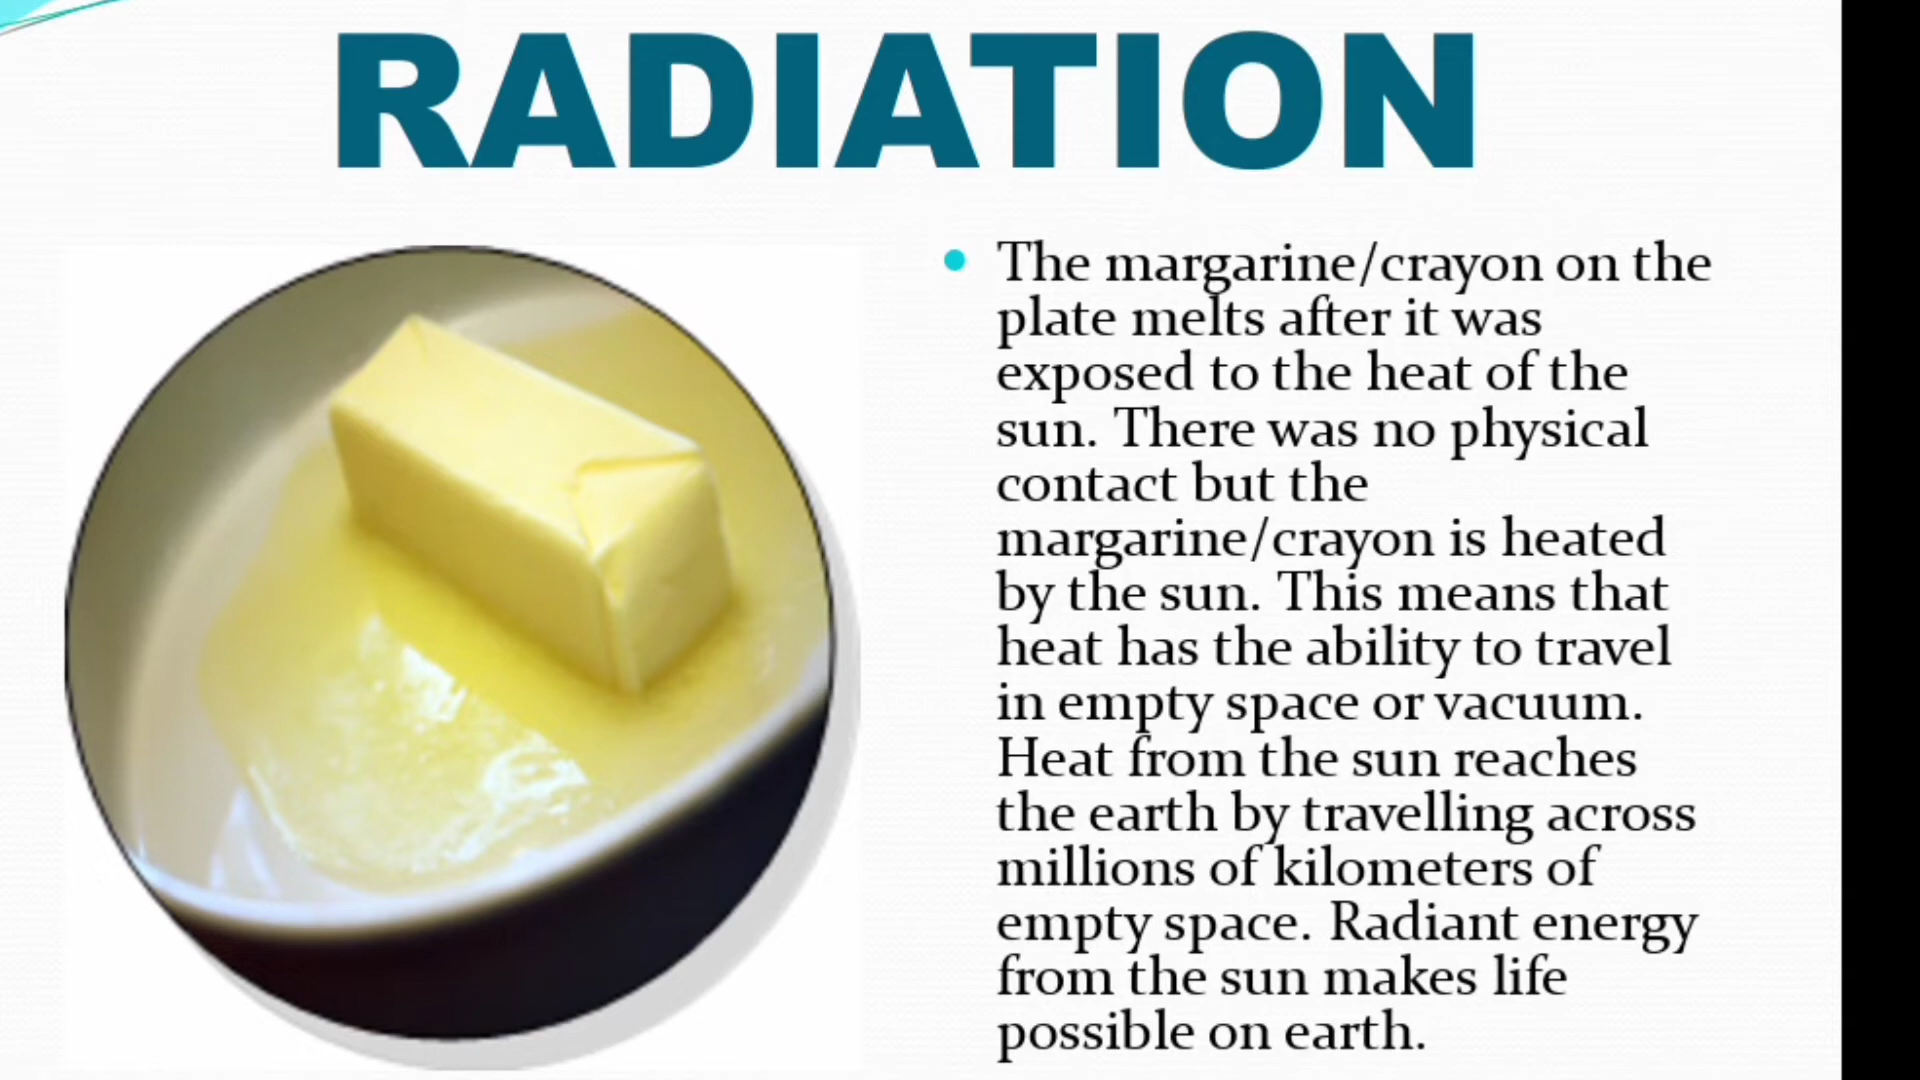 RADIATION
The margarine/crayon on the
plate melts after it was
exposed to the heat of the
sun. There was no physical
contact but the
margarine/crayon is heated
by the sun. This means that
heat has the ability to travel
in empty space or vacuum.
Heat from the sun reaches
the earth by travelling across
millions of kilometers of
empty space. Radiant energy
from the sun makes life
possible on earth.